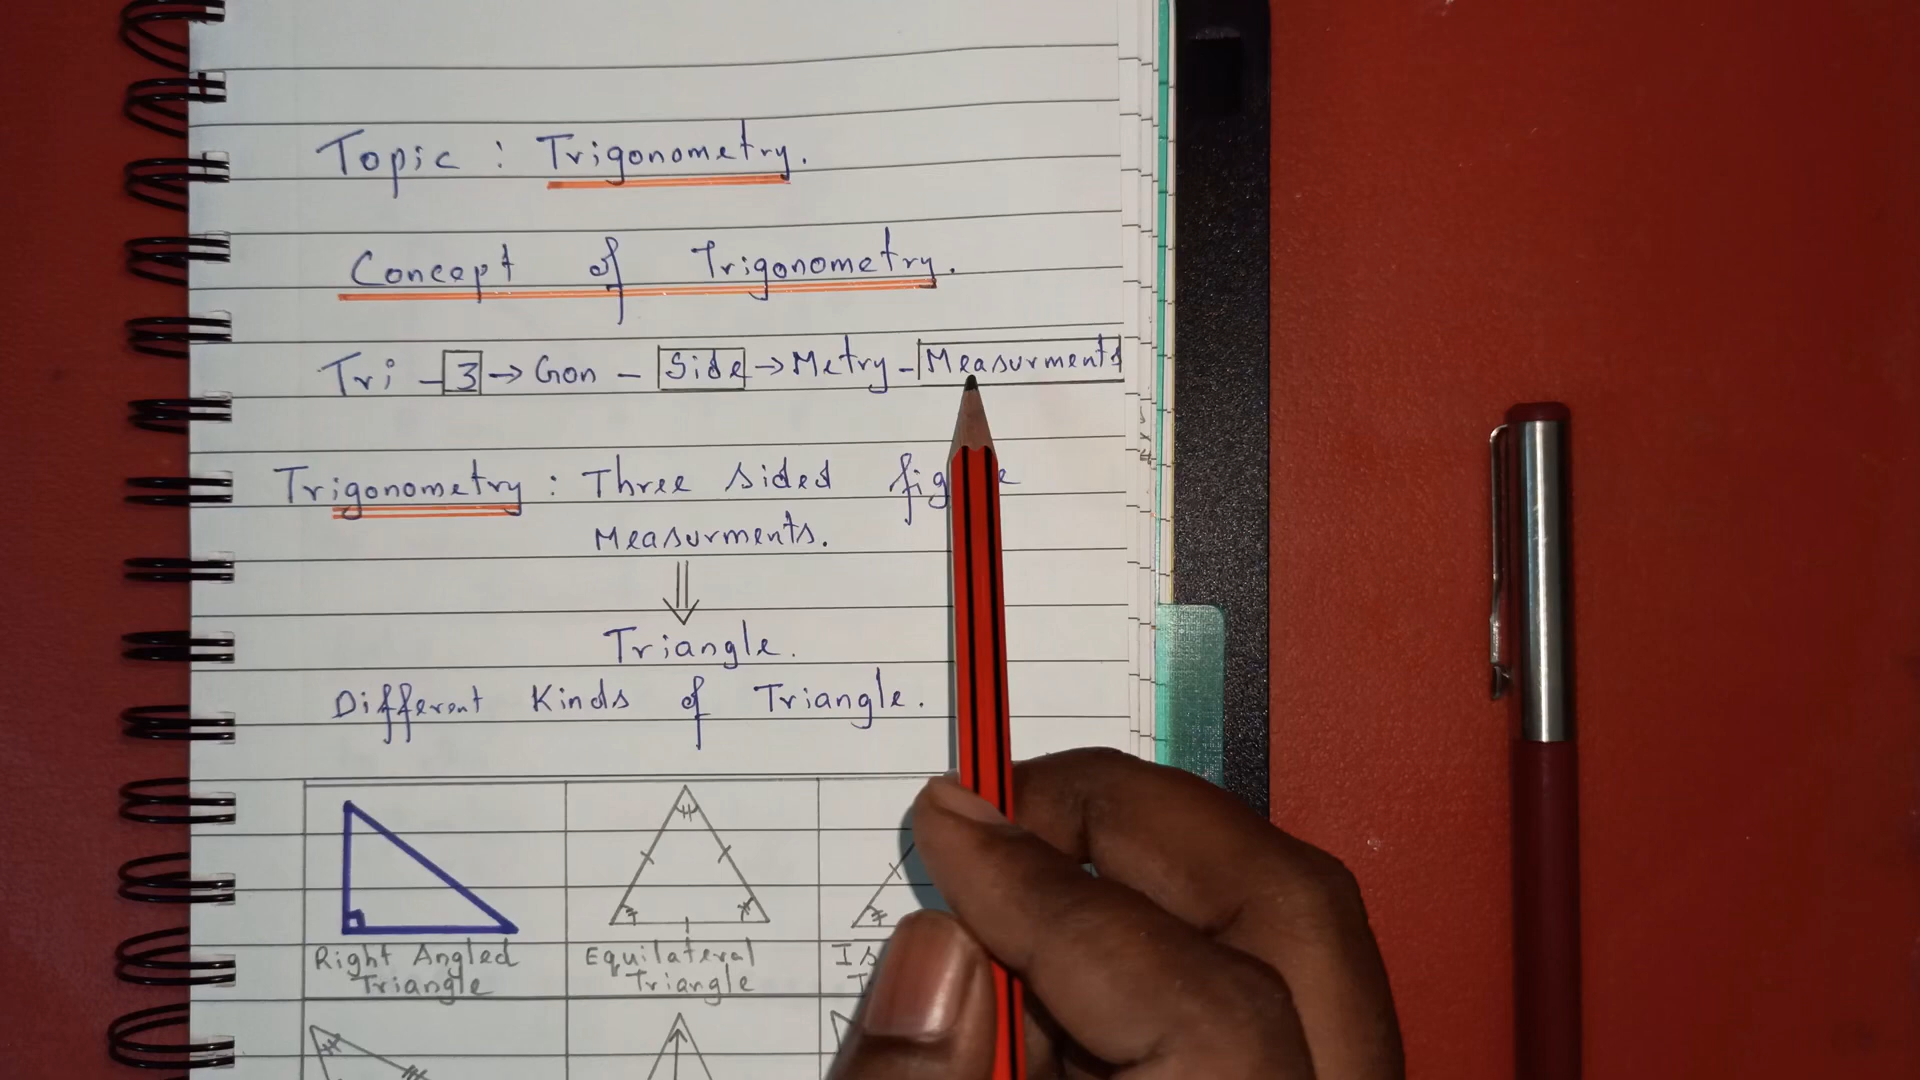 Topic : Trigonometry.
Concept of Trigonometry.
Tri - 3 → Gon - Side → Metry - Measurments
Trigonometry : Three sided
Measurments.
Triangle.
Different Kinds of Triangle.
Right Angled
Triangle
Equilateral
Triangle